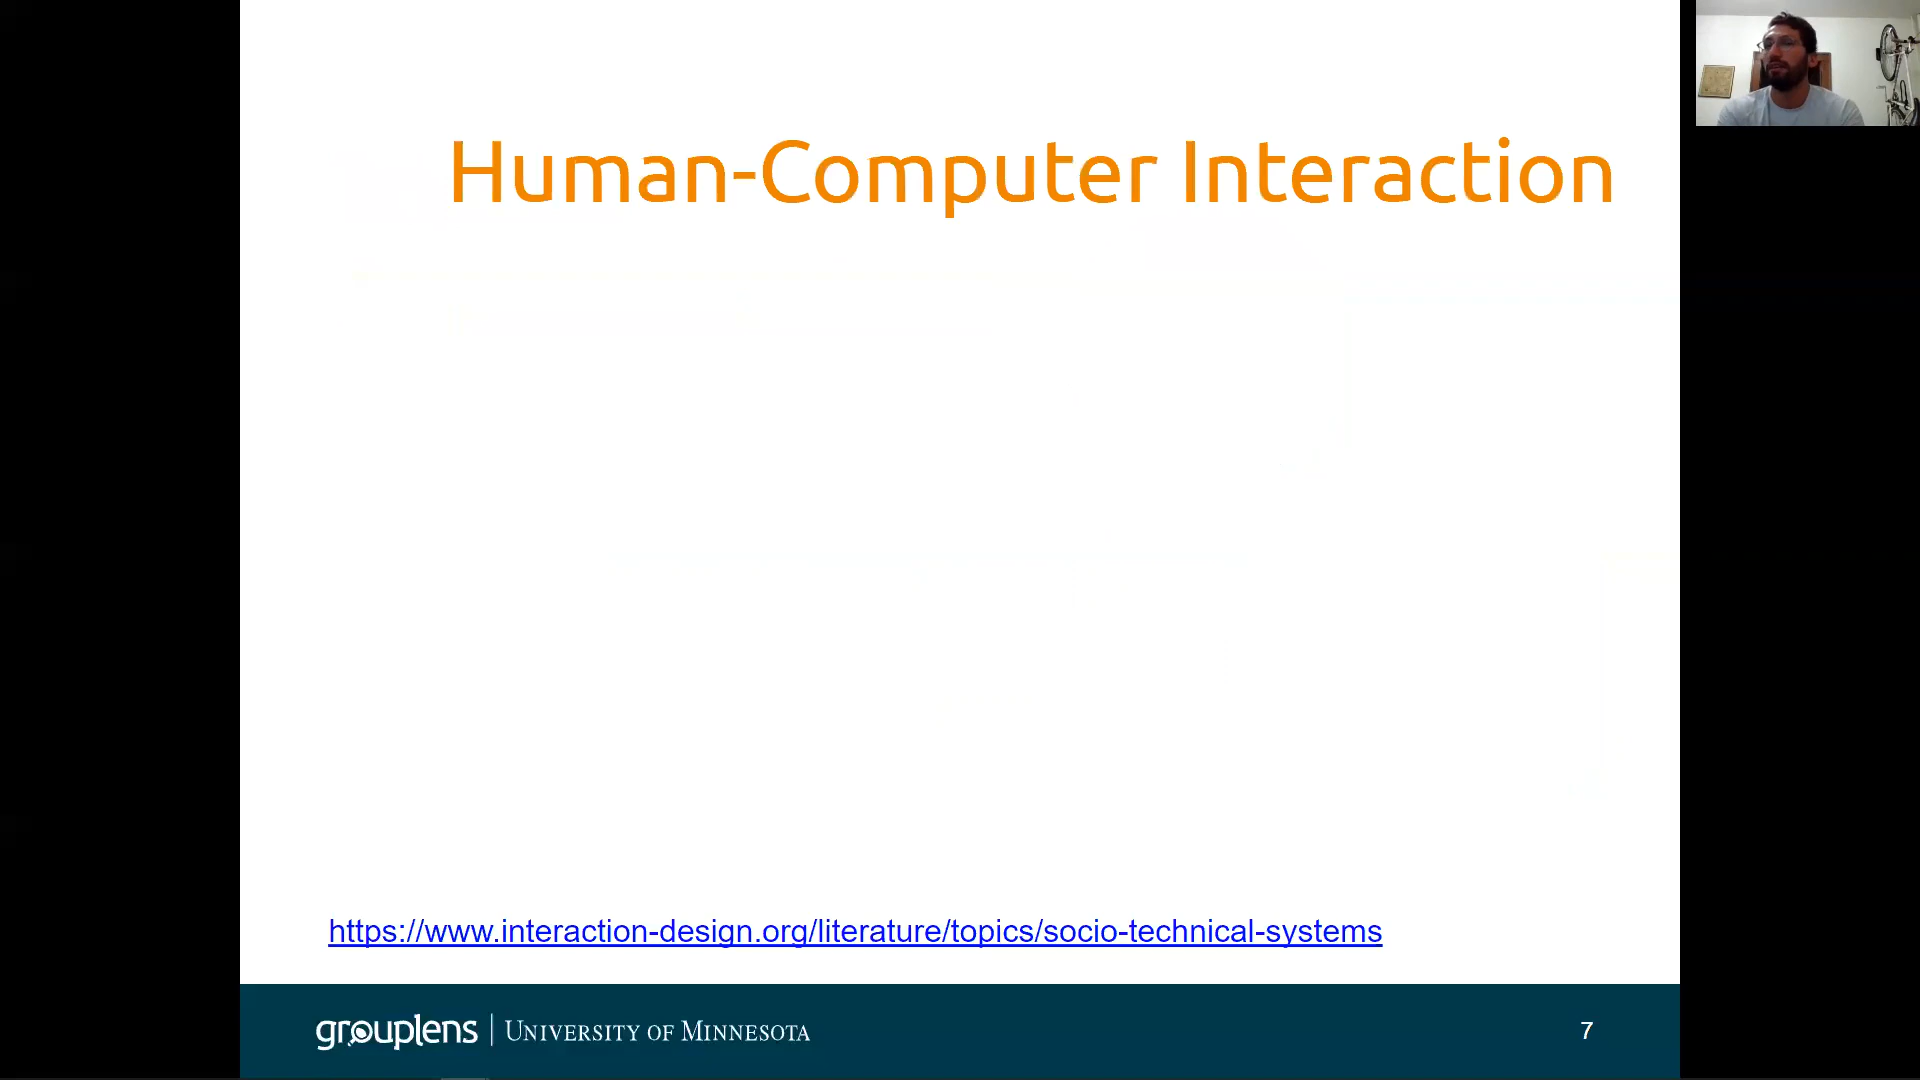 Human-Computer Interaction
https://www.interaction-design.org/literature/topics/socio-technical-systems
grouplens | UNIVERSITY OF MINNESOTA
7